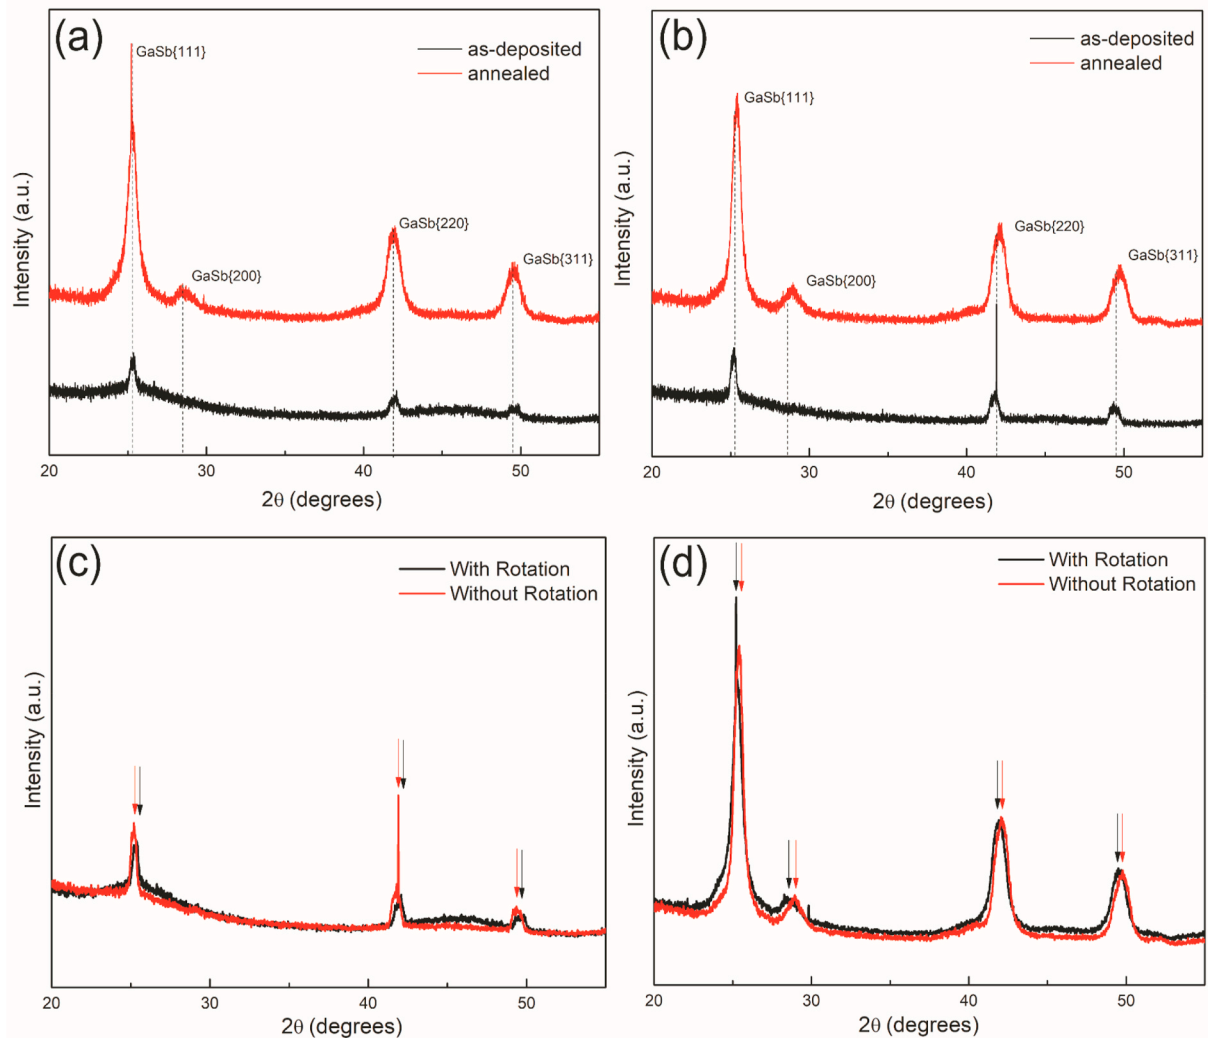 (a)
as-deposited
annealed
GaSb{111}
GaSb{200}
GaSb{220}
GaSb{311}
Intensity (a.u.)
20 30 40 50
2θ (degrees)
(b)
as-deposited
annealed
GaSb{111}
GaSb{200}
GaSb{220}
GaSb{311}
Intensity (a.u.)
20 30 40 50
2θ (degrees)
(c)
With Rotation
Without Rotation
Intensity (a.u.)
20 30 40 50
2θ (degrees)
(d)
With Rotation
Without Rotation
Intensity (a.u.)
20 30 40 50
2θ (degrees)